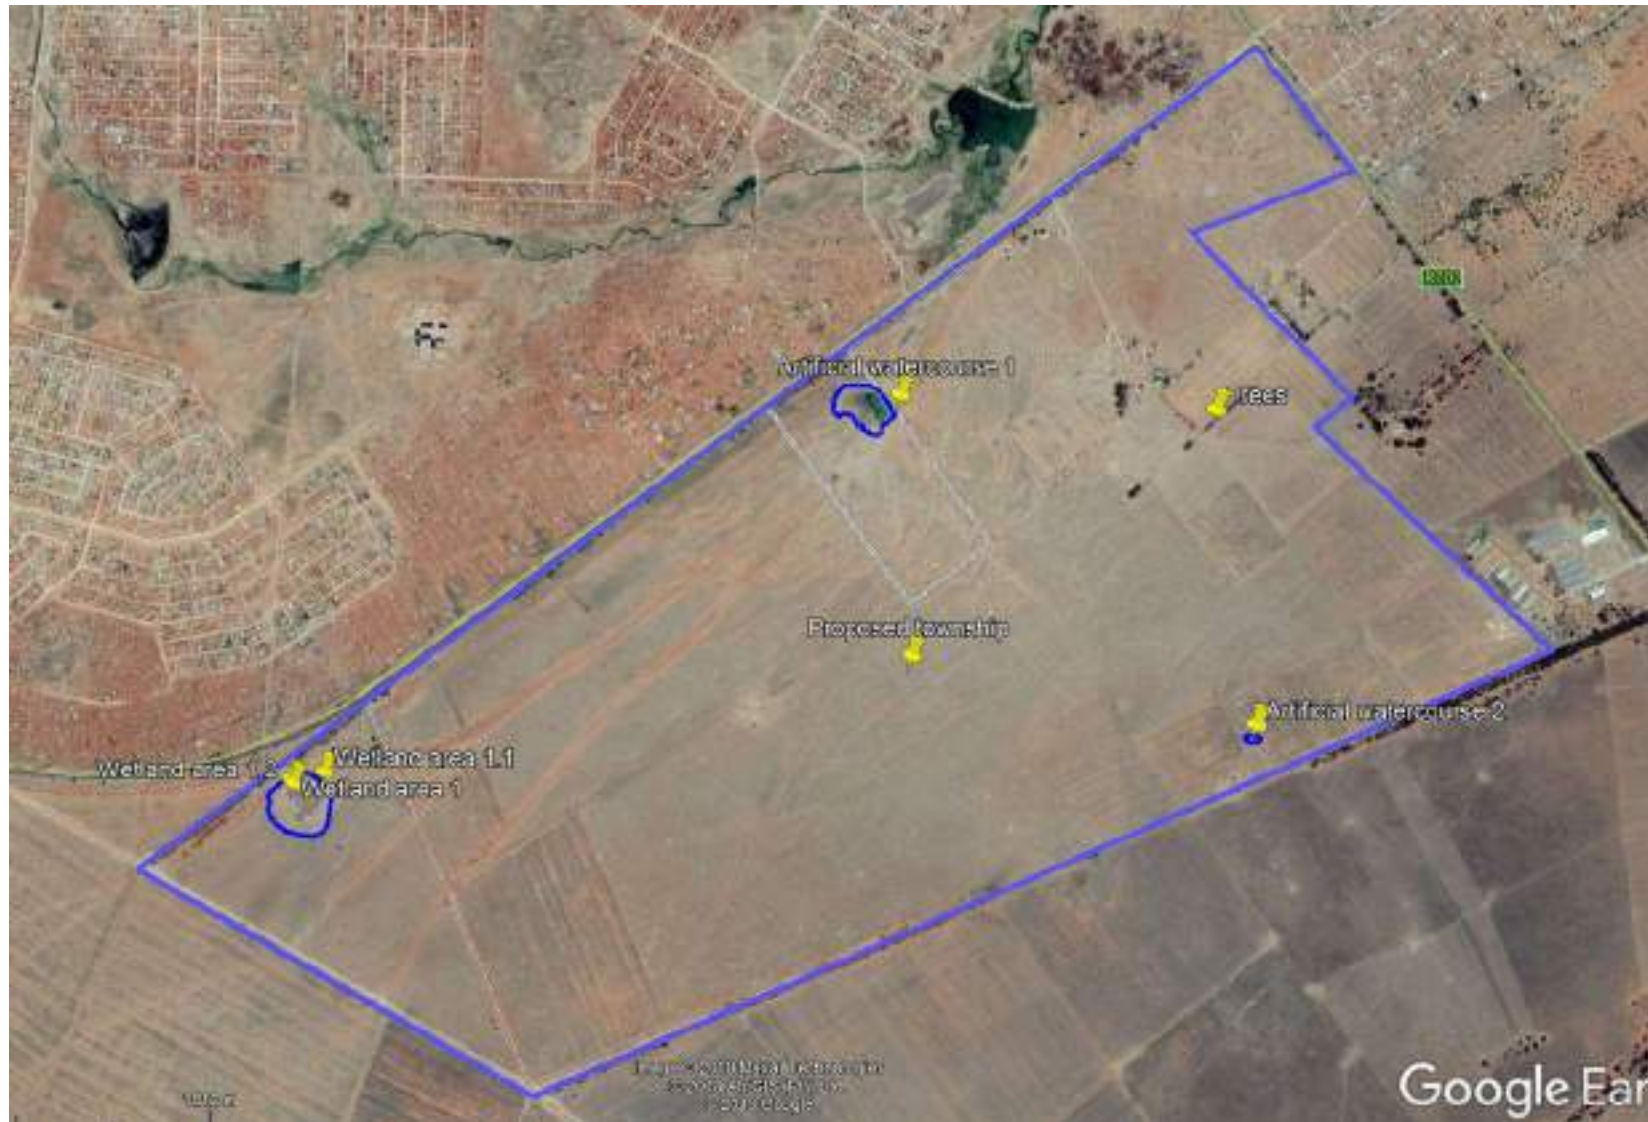 Artificial watercourse 1
Trees
Proposed township
Artificial watercourse 2
Wetland area 1.2
Wetland area 1.1
Wetland area 1
Google Ear